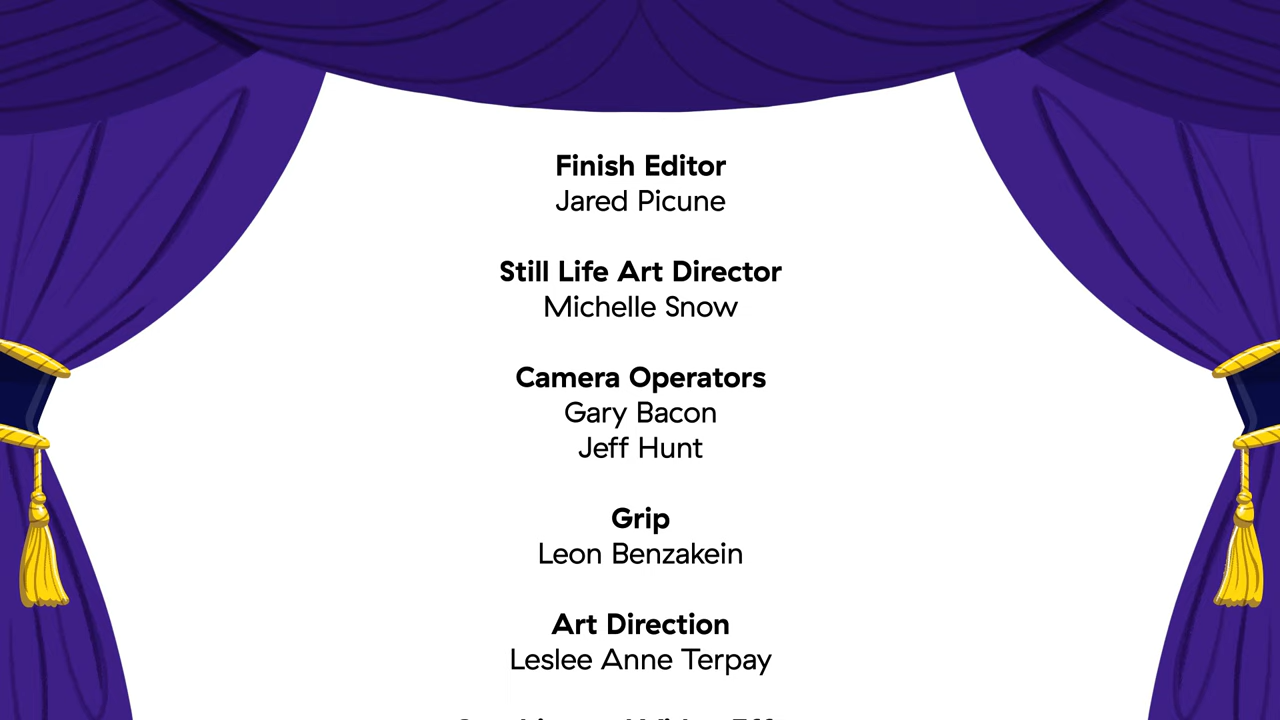 Finish Editor
Jared Picune
Still Life Art Director
Michelle Snow
Camera Operators
Gary Bacon
Jeff Hunt
Grip
Leon Benzakein
Art Direction
Leslee Anne Terpay